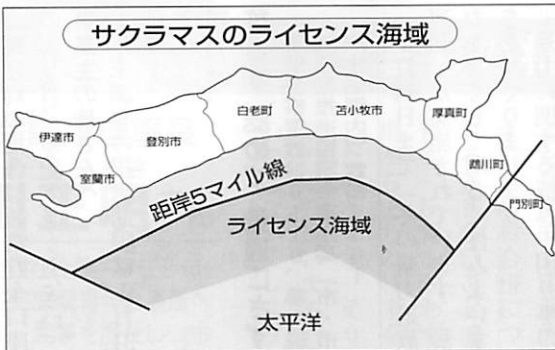 サクラマスのライセンス海域
伊達市
室蘭市
登別市
白老町
苫小牧市
厚真町
鵡川町
門別町
距岸5マイル線
ライセンス海域
太平洋